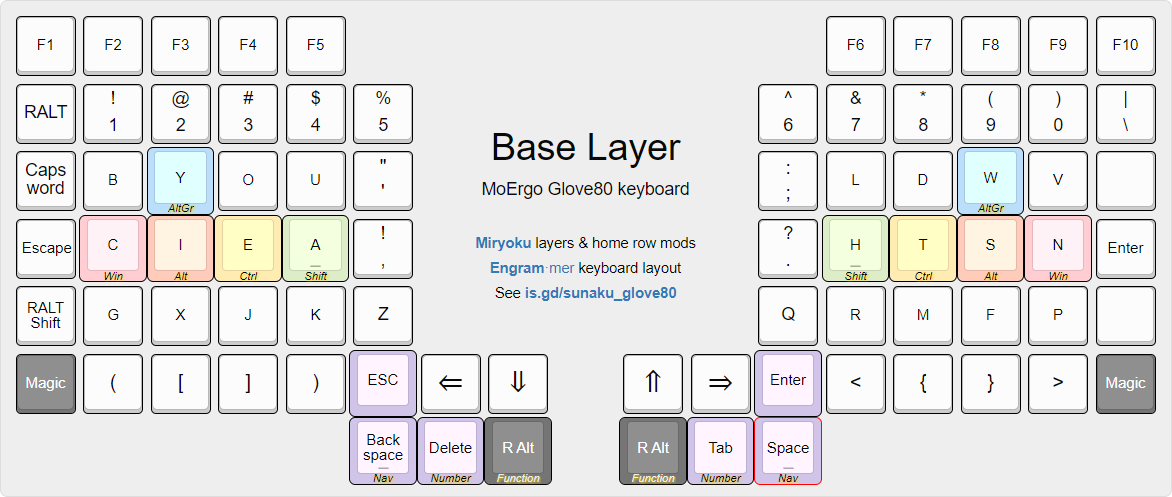 F1 F2 F3 F4 F5 F6 F7 F8 F9 F10
! @ # $ % ^ & * ( ) |
RALT 1 2 3 4 5 6 7 8 9 0 \
Base Layer
Caps word B Y O U " ' : ; L D W V
AltGr AltGr
MoErgo Glove80 keyboard
Escape C I E A ! , ? . H T S N Enter
Win Alt Ctrl Shift Shift Ctrl Alt Win
Miryoku layers & home row mods
Engram-mer keyboard layout
See is.gd/sunaku_glove80
RALT Shift G X J K Z Q R M F P
Magic ( [ ] ) ESC ⇐ ⇓ ⇑ ⇒ Enter < { } > Magic
Back space Delete R Alt R Alt Tab Space
Nav Number Function Function Number Nav